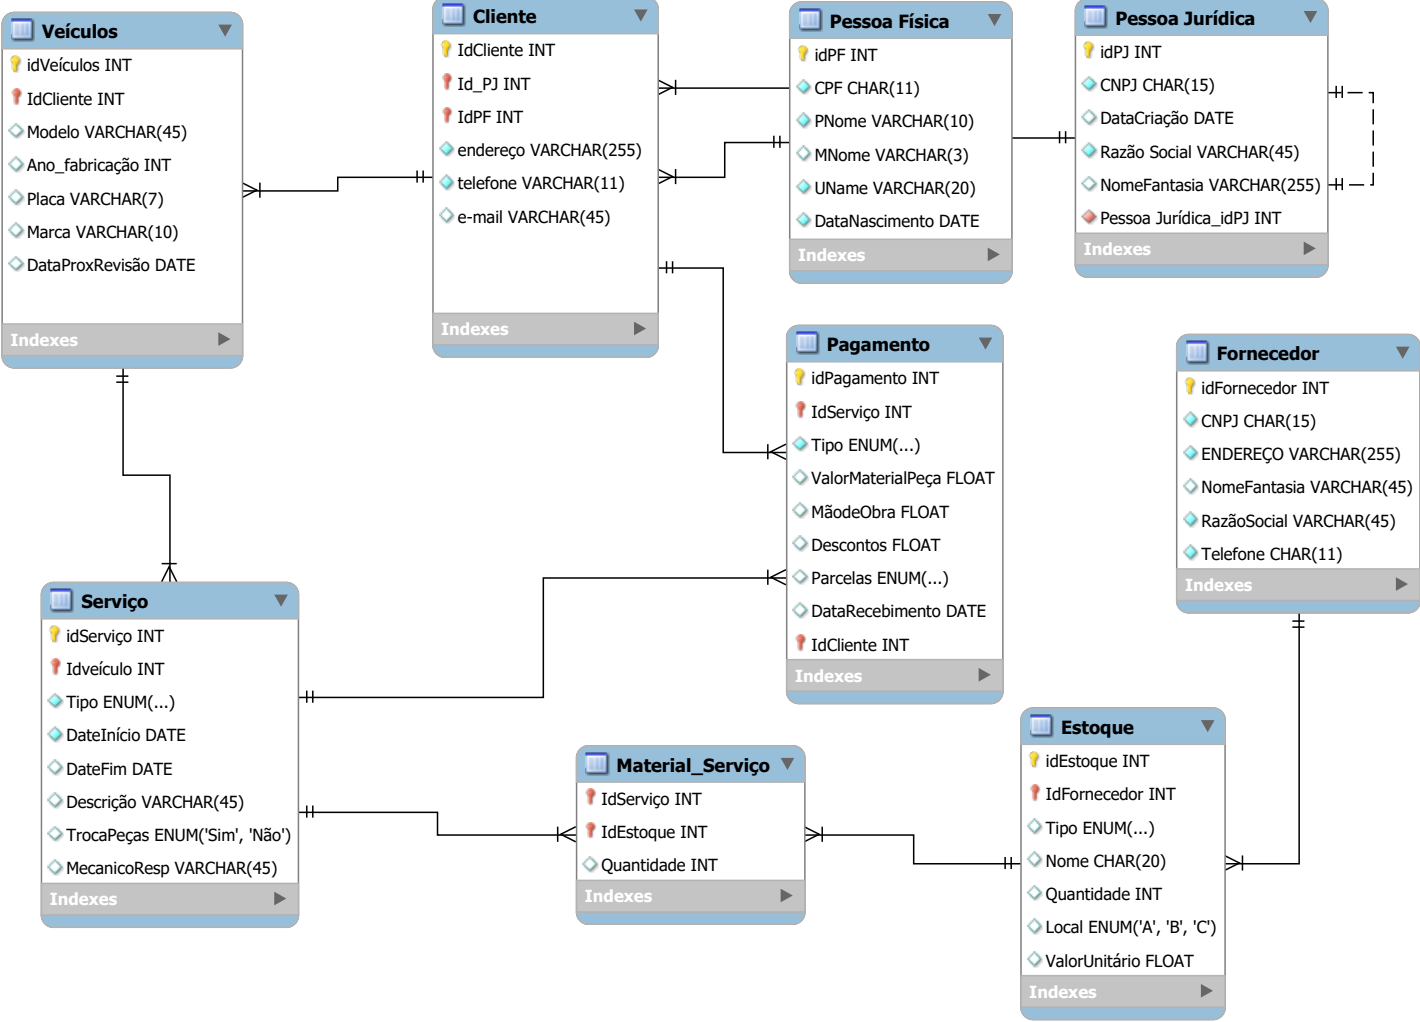 Veículos
idVeículos INT
IdCliente INT
Modelo VARCHAR(45)
Ano_fabricação INT
Placa VARCHAR(7)
Marca VARCHAR(10)
DataProxRevisão DATE
Indexes
Cliente
IdCliente INT
Id_PJ INT
IdPF INT
endereço VARCHAR(255)
telefone VARCHAR(11)
e-mail VARCHAR(45)
Indexes
Pessoa Física
idPF INT
CPF CHAR(11)
PNome VARCHAR(10)
MNome VARCHAR(3)
UName VARCHAR(20)
DataNascimento DATE
Indexes
Pessoa Jurídica
idPJ INT
CNPJ CHAR(15)
DataCriação DATE
Razão Social VARCHAR(45)
NomeFantasia VARCHAR(255)
Pessoa Jurídica_idPJ INT
Indexes
Pagamento
idPagamento INT
IdServiço INT
Tipo ENUM(...)
ValorMaterialPeça FLOAT
MãodeObra FLOAT
Descontos FLOAT
Parcelas ENUM(...)
DataRecebimento DATE
IdCliente INT
Indexes
Fornecedor
idFornecedor INT
CNPJ CHAR(15)
ENDEREÇO VARCHAR(255)
NomeFantasia VARCHAR(45)
RazãoSocial VARCHAR(45)
Telefone CHAR(11)
Indexes
Serviço
idServiço INT
Idveículo INT
Tipo ENUM(...)
DateInício DATE
DateFim DATE
Descrição VARCHAR(45)
TrocaPeças ENUM('Sim', 'Não')
MecanicoResp VARCHAR(45)
Indexes
Material_Serviço
IdServiço INT
IdEstoque INT
Quantidade INT
Indexes
Estoque
idEstoque INT
IdFornecedor INT
Tipo ENUM(...)
Nome CHAR(20)
Quantidade INT
Local ENUM('A', 'B', 'C')
ValorUnitário FLOAT
Indexes